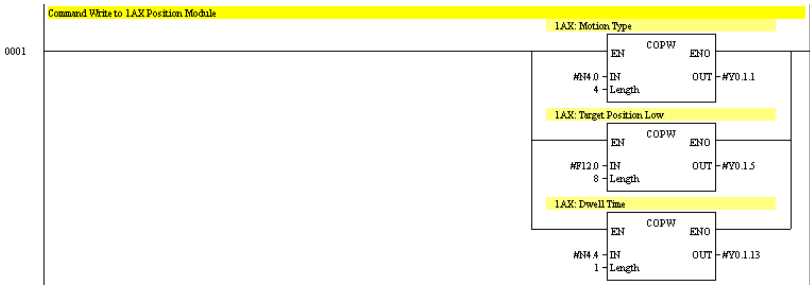 Command Write to 1AX Position Module
1AX: Motion Type
0001
COPW
EN ENO
#N4.0 IN OUT #Y0.1.1
4 Length
1AX: Target Position Low
COPW
EN ENO
#F12.0 IN OUT #Y0.1.5
8 Length
1AX: Dwell Time
COPW
EN ENO
#N4.4 IN OUT #Y0.1.13
1 Length